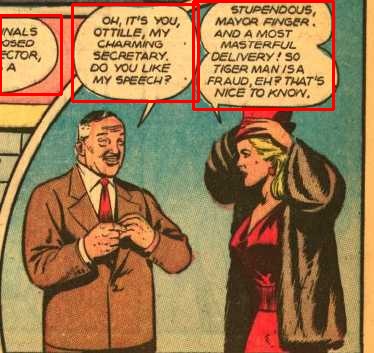 INALS
OSED
ECTOR,
A
OH, IT'S YOU,
OTTILLE, MY
CHARMING
SECRETARY.
DO YOU LIKE
MY SPEECH?
STUPENDOUS,
MAYOR FINGER.
AND A MOST
MASTERFUL
DELIVERY! SO
TIGER MAN IS A
FRAUD, EH? THAT'S
NICE TO KNOW.